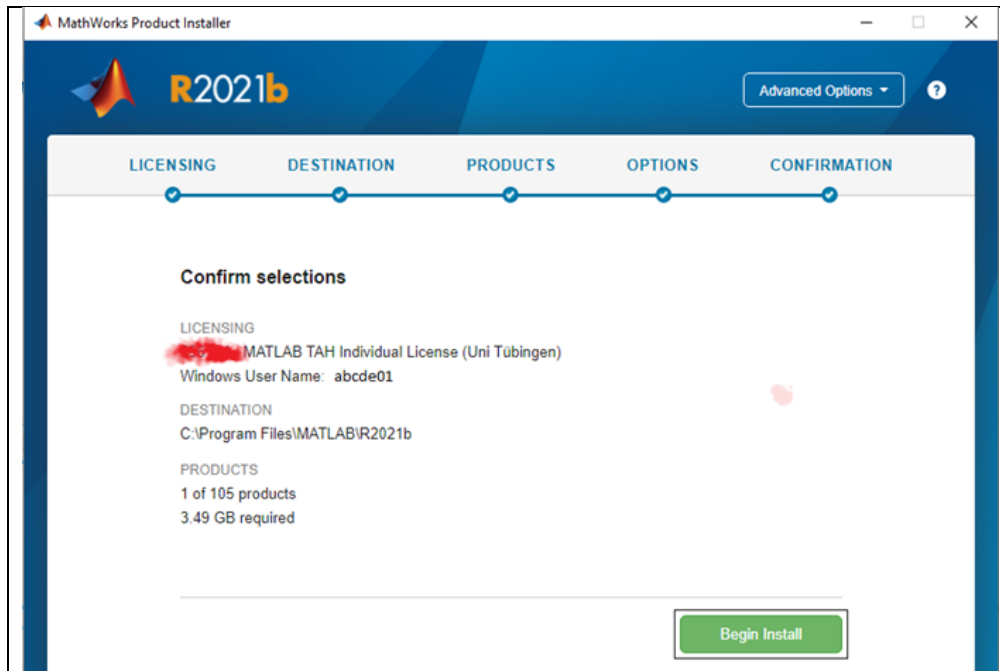 MathWorks Product Installer
R2021b
Advanced Options
?
LICENSING DESTINATION PRODUCTS OPTIONS CONFIRMATION
Confirm selections
LICENSING
MATLAB TAH Individual License (Uni Tübingen)
Windows User Name: abcde01
DESTINATION
C:\Program Files\MATLAB\R2021b
PRODUCTS
1 of 105 products
3.49 GB required
Begin Install